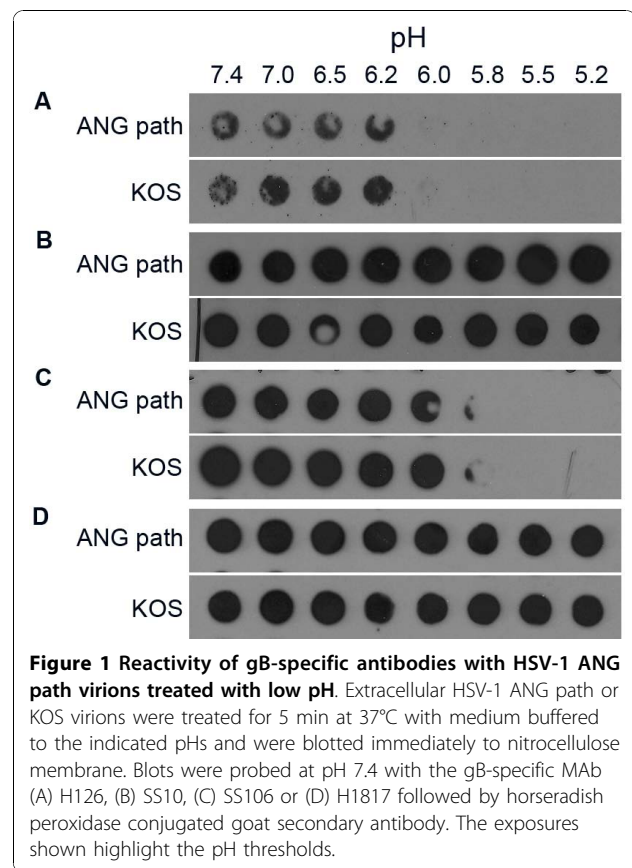 pH
7.4 7.0 6.5 6.2 6.0 5.8 5.5 5.2
A
ANG path
KOS
B
ANG path
KOS
C
ANG path
KOS
D
ANG path
KOS
Figure 1 Reactivity of gB-specific antibodies with HSV-1 ANG
path virions treated with low pH. Extracellular HSV-1 ANG path or
KOS virions were treated for 5 min at 37°C with medium buffered
to the indicated pHs and were blotted immediately to nitrocellulose
membrane. Blots were probed at pH 7.4 with the gB-specific MAb
(A) H126, (B) SS10, (C) SS106 or (D) H1817 followed by horseradish
peroxidase conjugated goat secondary antibody. The exposures
shown highlight the pH thresholds.